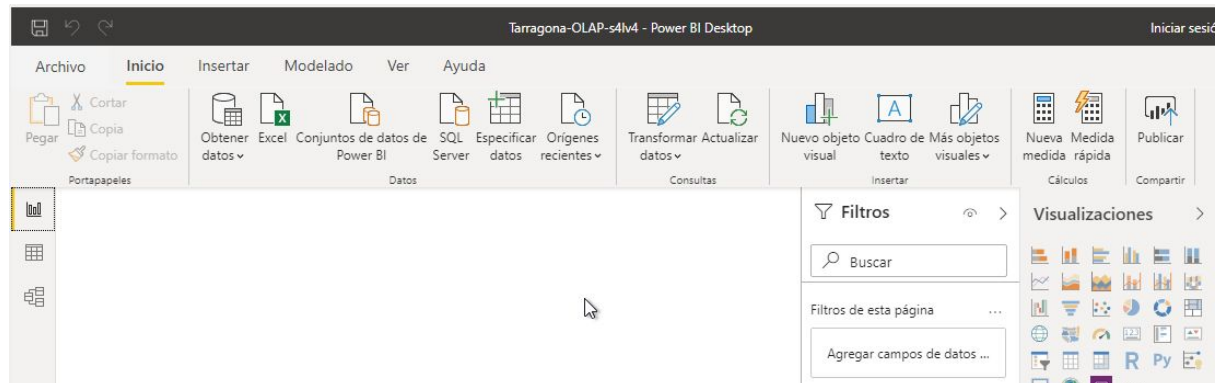 Tarragona-OLAP-s4lv4 - Power BI Desktop
Iniciar sesió
Archivo Inicio Insertar Modelado Ver Ayuda
Pegar
Cortar
Copia
Copiar formato
Portapapeles
Obtener datos
Excel
Conjuntos de datos de
Power BI
SQL
Server
Especificar
datos
Orígenes
recientes
Datos
Transformar
datos
Actualizar
Consultas
Nuevo objeto
visual
Cuadro de
texto
Más objetos
visuales
Insertar
Nueva
medida
Medida
rápida
Cálculos
Publicar
Compartir
Filtros
Buscar
Filtros de esta página ...
Agregar campos de datos ...
Visualizaciones
A
X
123
R Py